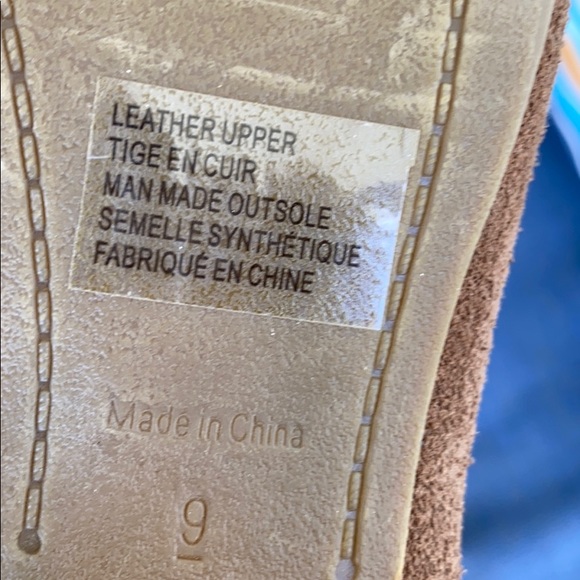 LEATHER UPPER
TIGE EN CUIR
MAN MADE OUTSOLE
SEMELLE SYNTHÉTIQUE
FABRIQUÉ EN CHINE
Made in China
9